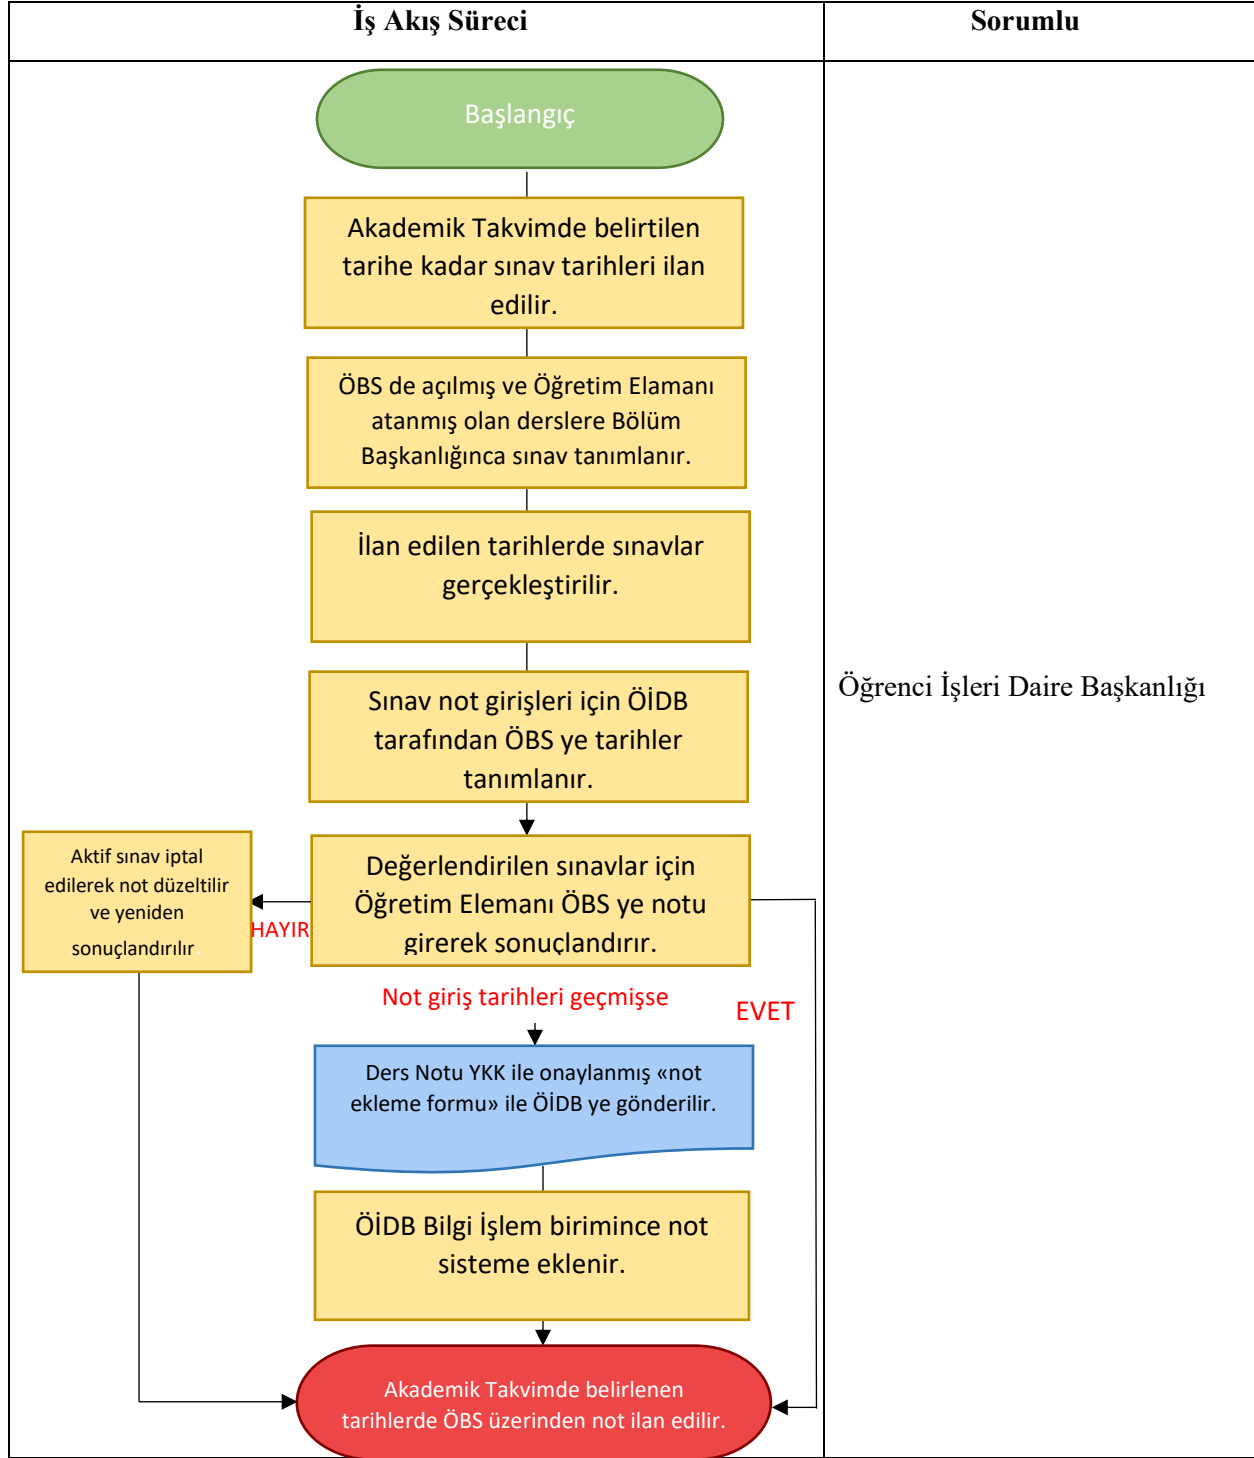 İş Akış Süreci
Sorumlu
Başlangıç
Akademik Takvimde belirtilen
tarihe kadar sınav tarihleri ilan
edilir.
ÖBS de açılmış ve Öğretim Elamanı
atanmış olan derslere Bölüm
Başkanlığınca sınav tanımlanır.
İlan edilen tarihlerde sınavlar
gerçekleştirilir.
Sınav not girişleri için ÖİDB
tarafından ÖBS ye tarihler
tanımlanır.
Öğrenci İşleri Daire Başkanlığı
Değerlendirilen sınavlar için
Öğretim Elemanı ÖBS ye notu
girerek sonuçlandırır.
HAYIR
Aktif sınav iptal
edilerek not düzeltilir
ve yeniden
sonuçlandırılır.
Not giriş tarihleri geçmişse
EVET
Ders Notu YKK ile onaylanmış «not
ekleme formu» ile ÖİDB ye gönderilir.
ÖİDB Bilgi İşlem birimince not
sisteme eklenir.
Akademik Takvimde belirlenen
tarihlerde ÖBS üzerinden not ilan edilir.